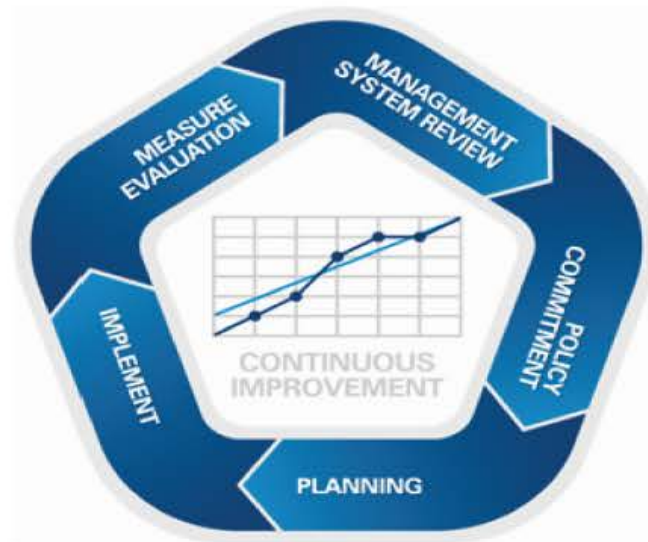 MANAGEMENT
SYSTEM REVIEW
POLICY
COMMITMENT
PLANNING
IMPLEMENT
MEASURE
EVALUATION
CONTINUOUS
IMPROVEMENT